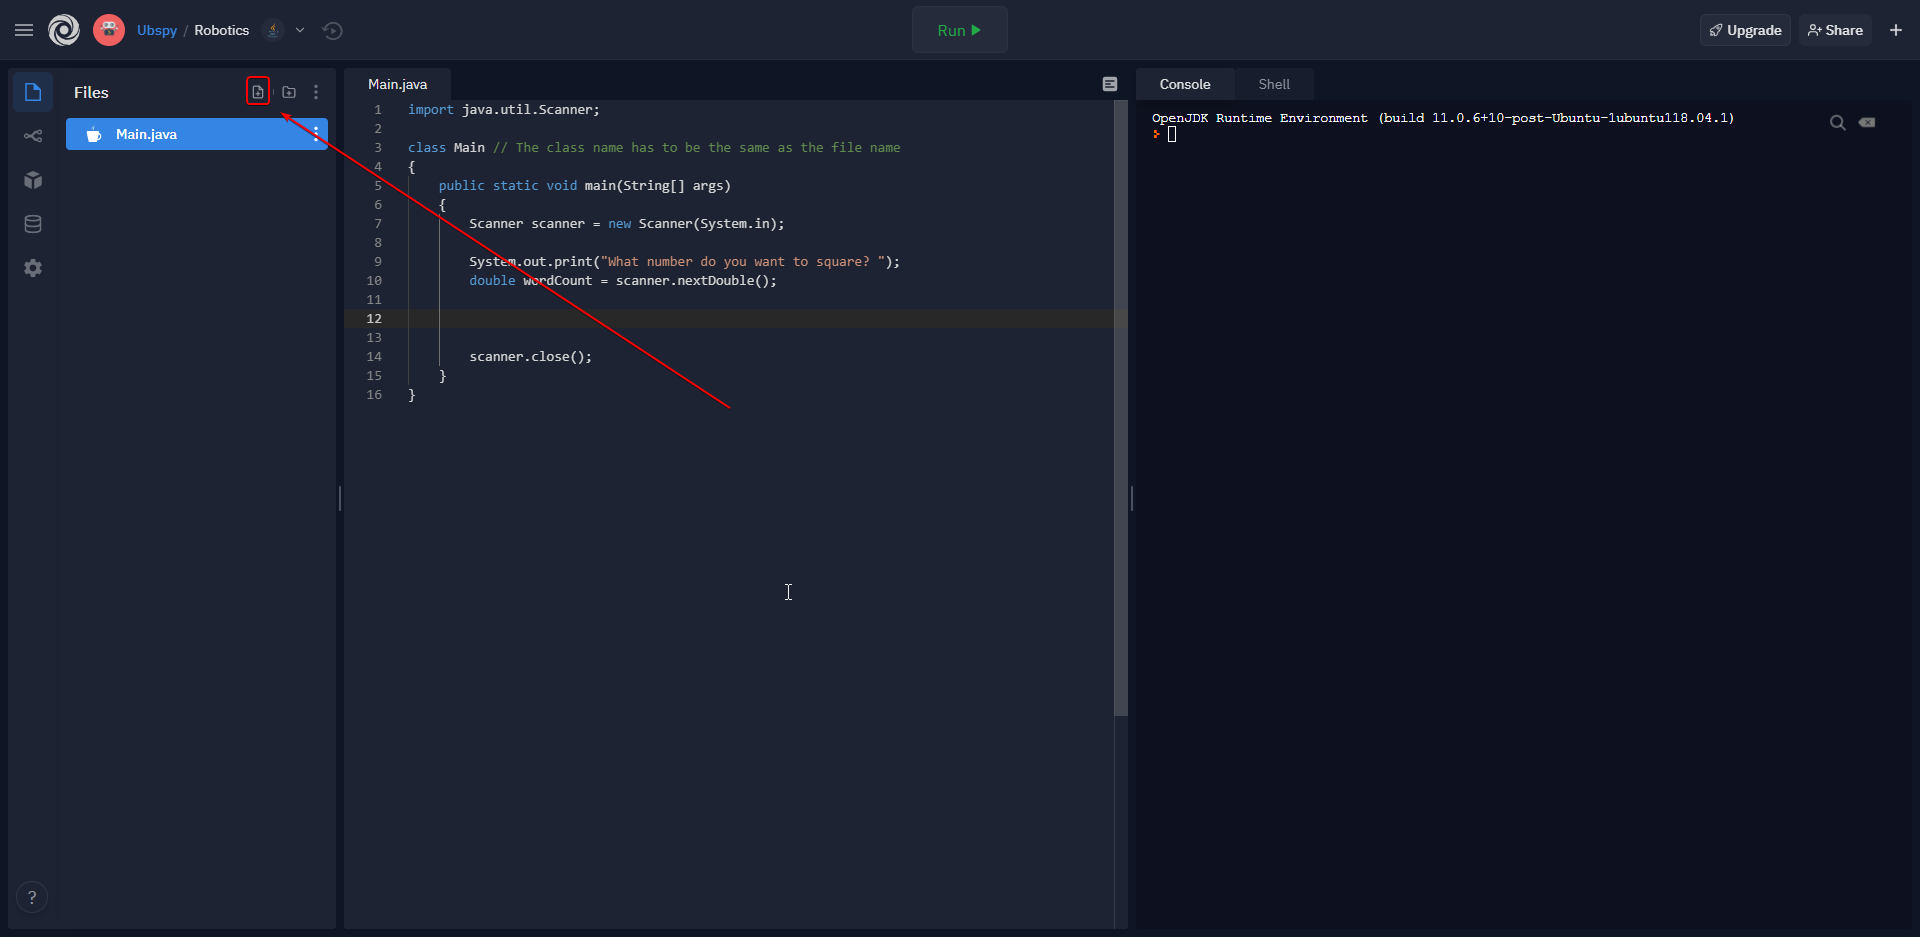 Ubspy / Robotics
Run
Upgrade
Share
Files
Main.java
Main.java
1 import java.util.Scanner;
2
3 class Main // The class name has to be the same as the file name
4 {
5 public static void main(String[] args)
6 {
7 Scanner scanner = new Scanner(System.in);
8
9 System.out.print("What number do you want to square? ");
10 double wordCount = scanner.nextDouble();
11
12
13
14 scanner.close();
15 }
16 }
Console
Shell
OpenJDK Runtime Environment (build 11.0.6+10-post-Ubuntu-1ubuntu118.04.1)
?